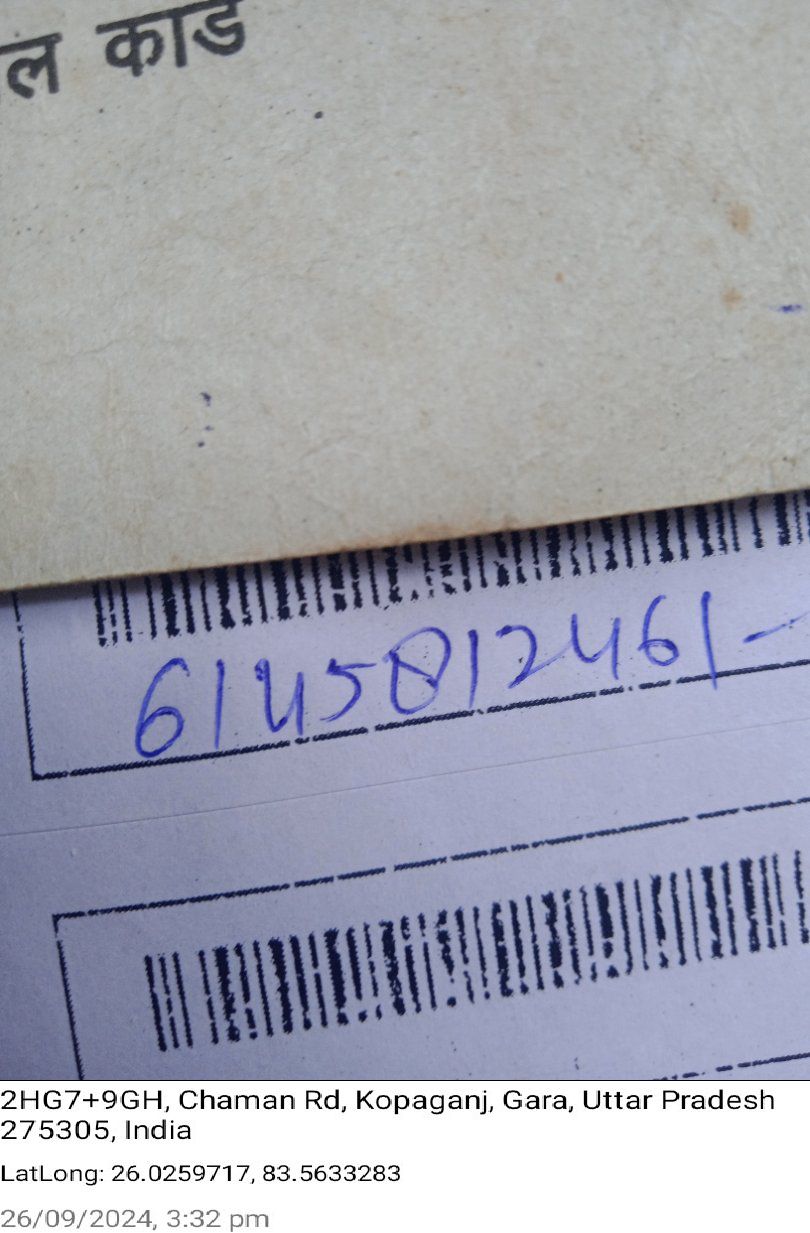 ल कार्ड
6145812461-
2HG7+9GH, Chaman Rd, Kopaganj, Gara, Uttar Pradesh
275305, India
LatLong: 26.0259717, 83.5633283
26/09/2024, 3:32 pm